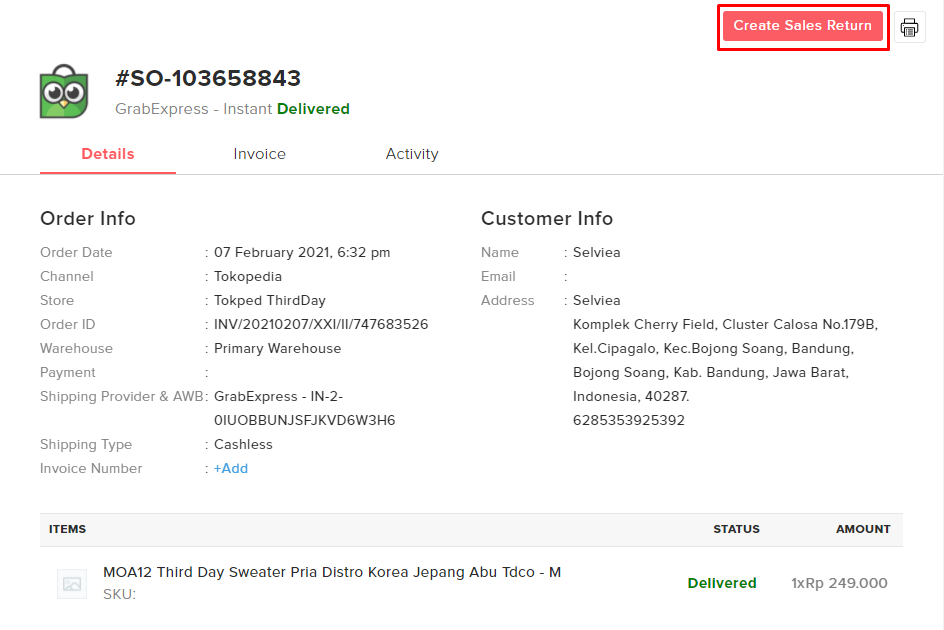 Create Sales Return
#SO-103658843
GrabExpress - Instant Delivered
Details Invoice Activity
Order Info
Order Date : 07 February 2021, 6:32 pm
Channel : Tokopedia
Store : Tokped ThirdDay
Order ID : INV/20210207/XXI/II/747683526
Warehouse : Primary Warehouse
Payment :
Shipping Provider & AWB : GrabExpress - IN-2-
0IUOBBUNJSFJKVD6W3H6
Shipping Type : Cashless
Invoice Number : +Add
Customer Info
Name : Selviea
Email :
Address : Selviea
Komplek Cherry Field, Cluster Calosa No.179B,
Kel.Cipagalo, Kec.Bojong Soang, Bandung,
Bojong Soang, Kab. Bandung, Jawa Barat,
Indonesia, 40287.
6285353925392
ITEMS STATUS AMOUNT
MOA12 Third Day Sweater Pria Distro Korea Jepang Abu Tdco - M
SKU:
Delivered 1xRp 249.000